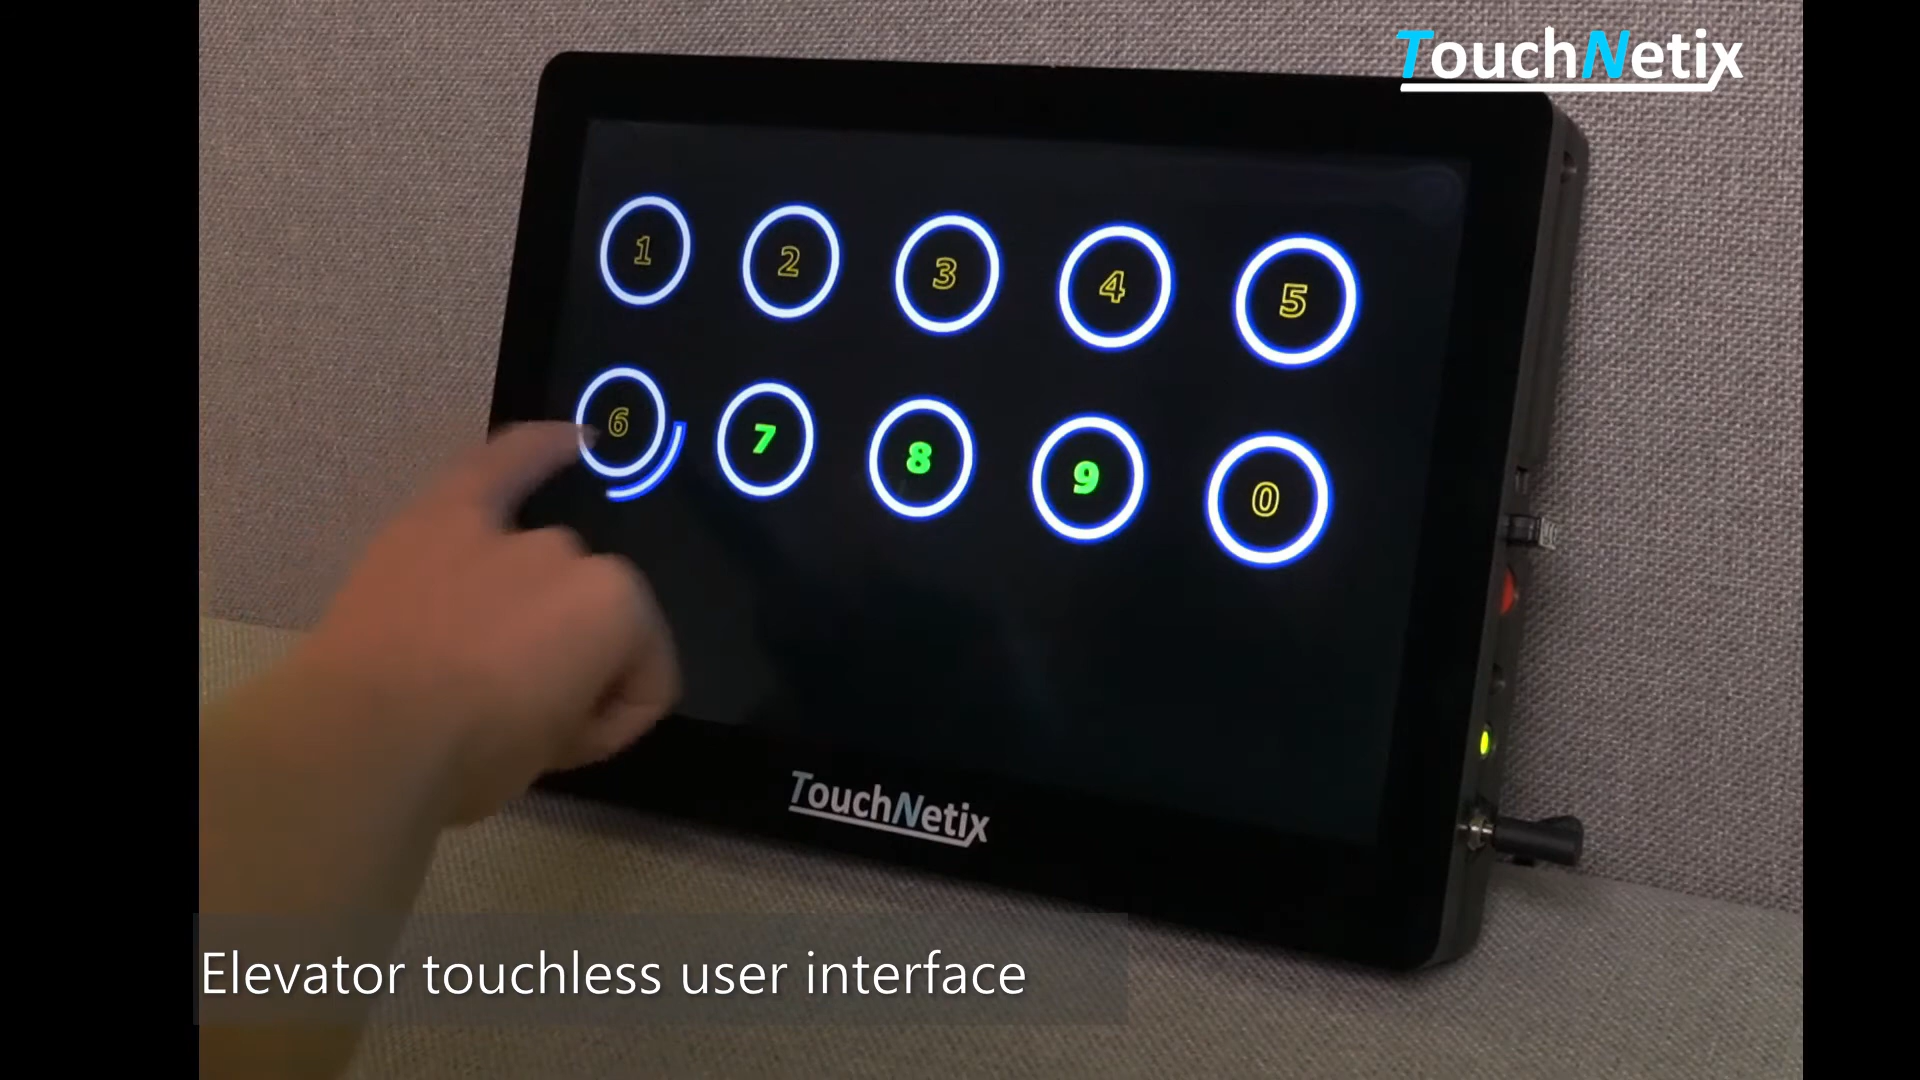 TouchNetix
1 2 3 4 5
6 7 8 9 0
TouchNetix
Elevator touchless user interface